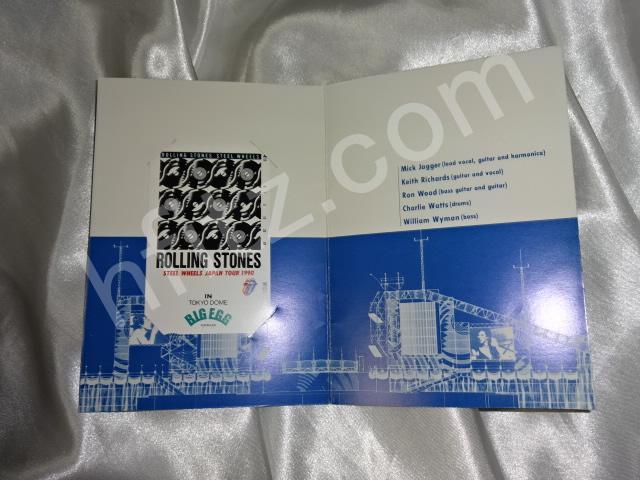 ROLLING STONES STEEL WHEELS
ROLLING STONES
STEEL WHEELS JAPAN TOUR 1990
IN
TOKYO DOME
BIG EGG
Mick Jagger (lead vocal, guitar and harmonica)
Keith Richards (guitar and vocal)
Ron Wood (bass guitar and guitar)
Charlie Watts (drums)
William Wyman (bass)